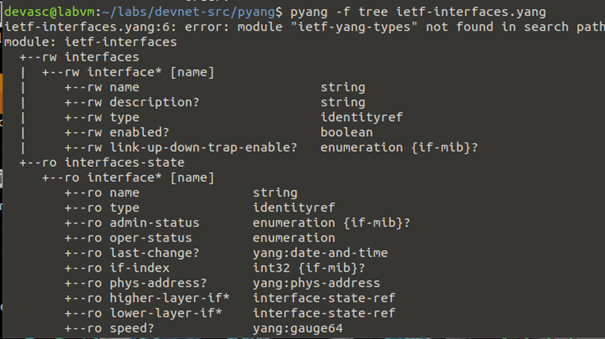 devasc@labvm:~/labs/devnet-src/pyang$ pyang -f tree ietf-interfaces.yang
ietf-interfaces.yang:6: error: module "ietf-yang-types" not found in search path
module: ietf-interfaces
  +--rw interfaces
  |  +--rw interface* [name]
  |     +--rw name                        string
  |     +--rw description?                string
  |     +--rw type                        identityref
  |     +--rw enabled?                    boolean
  |     +--rw link-up-down-trap-enable?   enumeration {if-mib}?
  +--ro interfaces-state
     +--ro interface* [name]
        +--ro name               string
        +--ro type               identityref
        +--ro admin-status       enumeration {if-mib}?
        +--ro oper-status        enumeration
        +--ro last-change?       yang:date-and-time
        +--ro if-index           int32 {if-mib}?
        +--ro phys-address?      yang:phys-address
        +--ro higher-layer-if*   interface-state-ref
        +--ro lower-layer-if*    interface-state-ref
        +--ro speed?             yang:gauge64